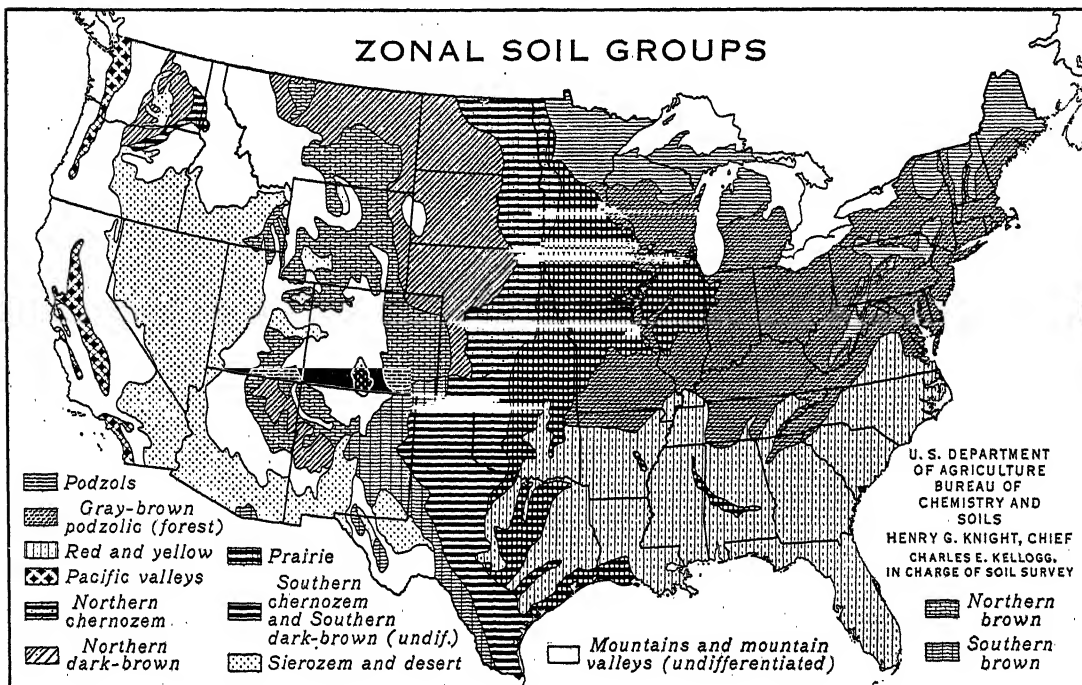 ZONAL SOIL GROUPS
Podzols
Gray-brown
podzolic (forest)
Red and yellow
Pacific valleys
Northern
chernozem
Northern
dark-brown
Prairie
Southern
chernozem
and Southern
dark-brown (undif.)
Sierozem and desert
Mountains and mountain
valleys (undifferentiated)
U. S. DEPARTMENT
OF AGRICULTURE
BUREAU OF
CHEMISTRY AND
SOILS
HENRY G. KNIGHT, CHIEF
CHARLES E. KELLOGG,
IN CHARGE OF SOIL SURVEY
Northern
brown
Southern
brown